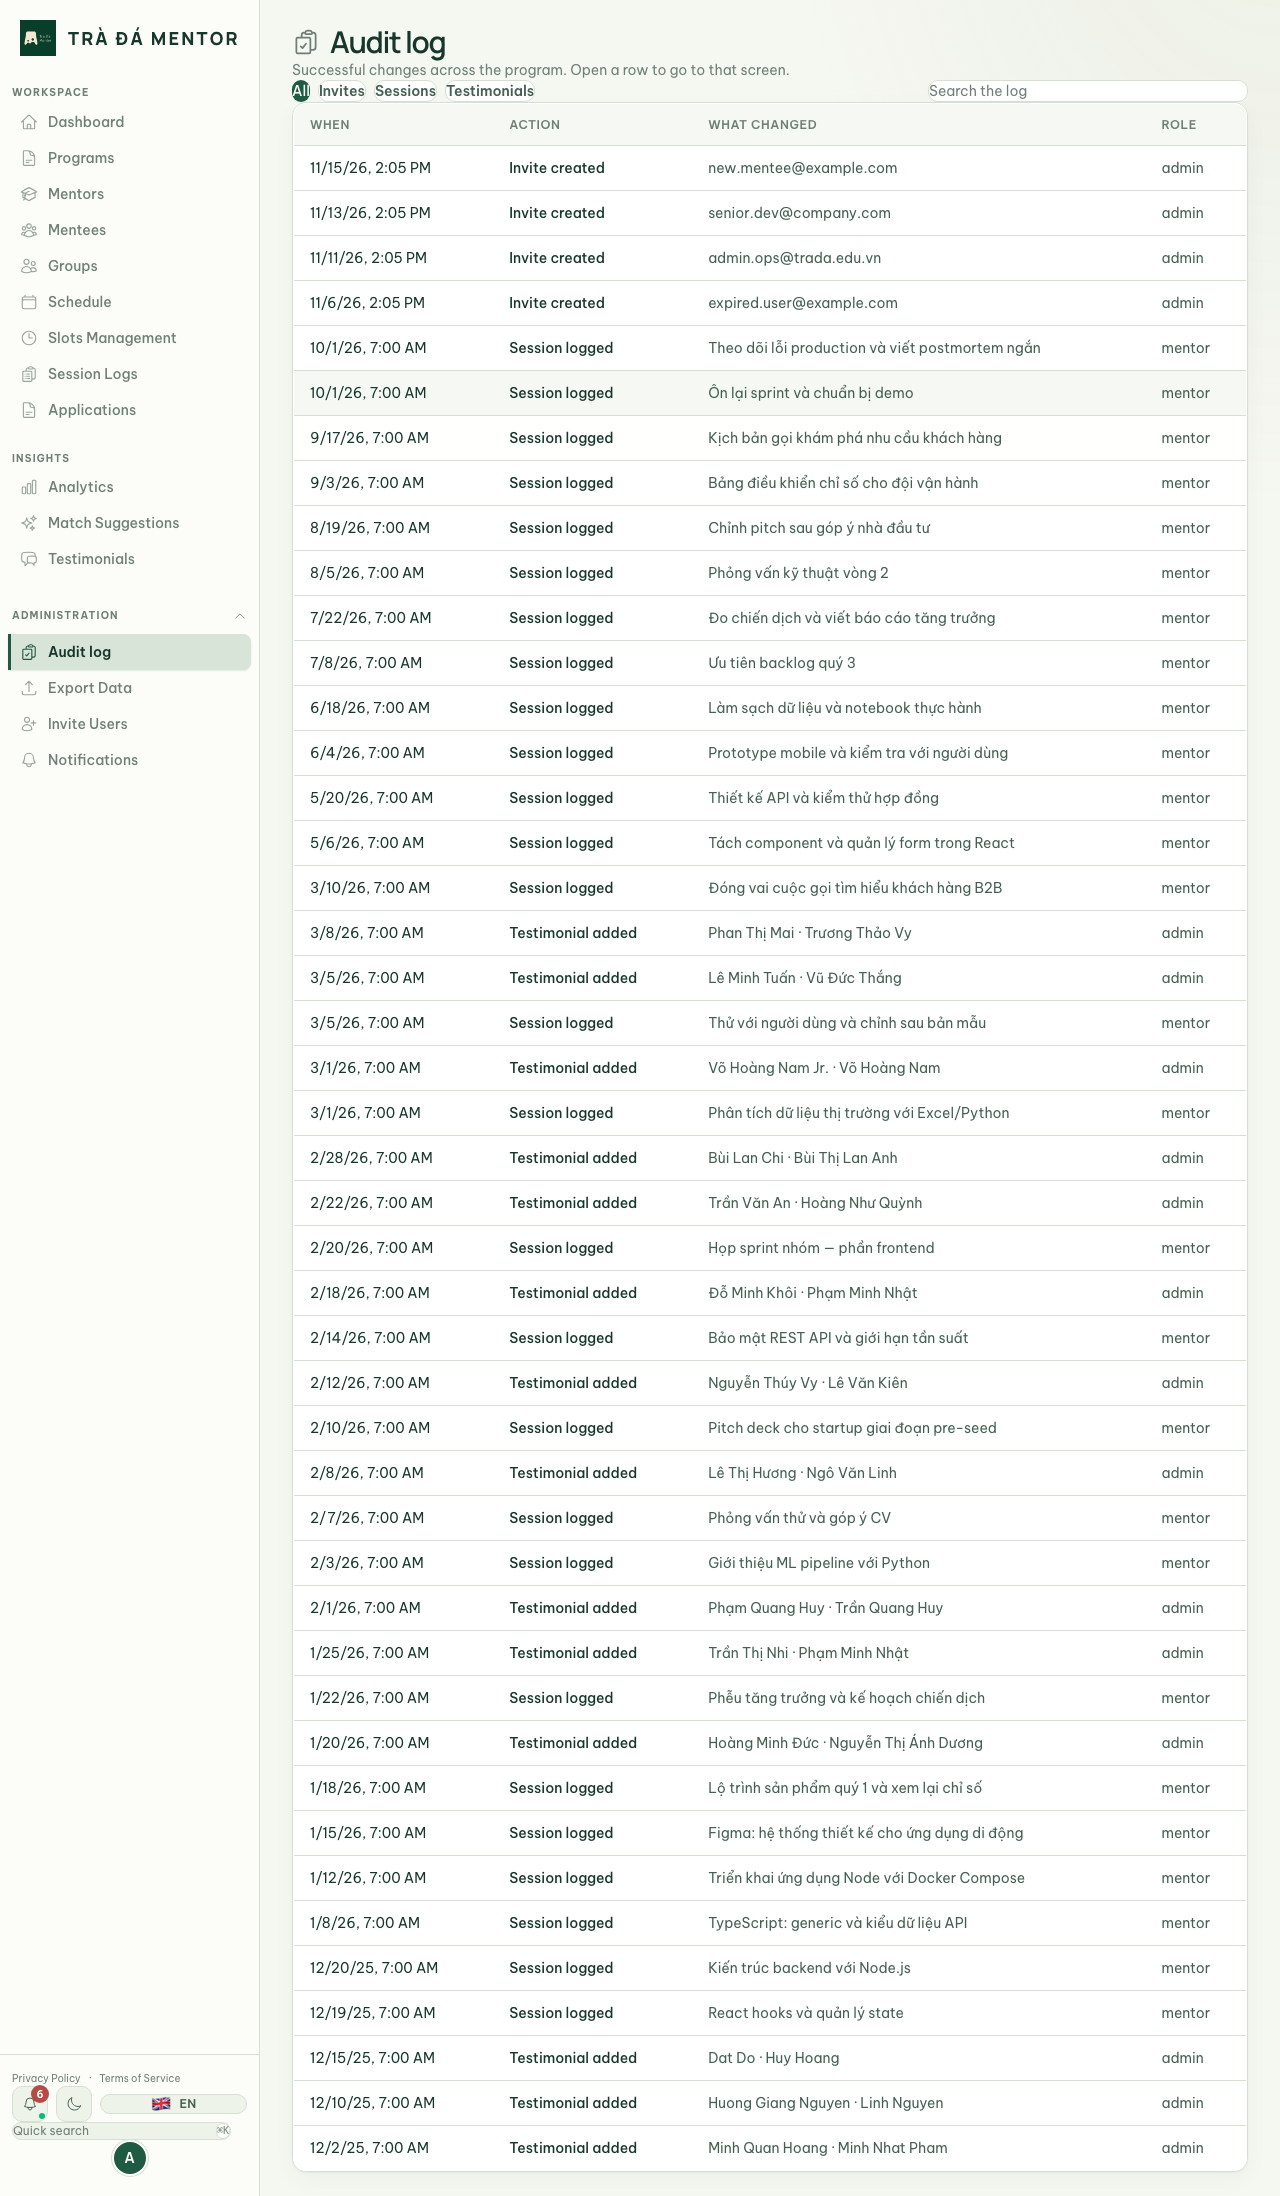 TRÀ ĐÁ MENTOR
WORKSPACE
Dashboard
Programs
Mentors
Mentees
Groups
Schedule
Slots Management
Session Logs
Applications
INSIGHTS
Analytics
Match Suggestions
Testimonials
ADMINISTRATION
Audit log
Export Data
Invite Users
Notifications
Privacy Policy · Terms of Service
6
EN
Quick search ⌘K
A
Audit log
Successful changes across the program. Open a row to go to that screen.
All Invites Sessions Testimonials Search the log
WHEN ACTION WHAT CHANGED ROLE
11/15/26, 2:05 PM Invite created new.mentee@example.com admin
11/13/26, 2:05 PM Invite created senior.dev@company.com admin
11/11/26, 2:05 PM Invite created admin.ops@trada.edu.vn admin
11/6/26, 2:05 PM Invite created expired.user@example.com admin
10/1/26, 7:00 AM Session logged Theo dõi lỗi production và viết postmortem ngắn mentor
10/1/26, 7:00 AM Session logged Ôn lại sprint và chuẩn bị demo mentor
9/17/26, 7:00 AM Session logged Kịch bản gọi khám phá nhu cầu khách hàng mentor
9/3/26, 7:00 AM Session logged Bảng điều khiển chỉ số cho đội vận hành mentor
8/19/26, 7:00 AM Session logged Chỉnh pitch sau góp ý nhà đầu tư mentor
8/5/26, 7:00 AM Session logged Phỏng vấn kỹ thuật vòng 2 mentor
7/22/26, 7:00 AM Session logged Đo chiến dịch và viết báo cáo tăng trưởng mentor
7/8/26, 7:00 AM Session logged Ưu tiên backlog quý 3 mentor
6/18/26, 7:00 AM Session logged Làm sạch dữ liệu và notebook thực hành mentor
6/4/26, 7:00 AM Session logged Prototype mobile và kiểm tra với người dùng mentor
5/20/26, 7:00 AM Session logged Thiết kế API và kiểm thử hợp đồng mentor
5/6/26, 7:00 AM Session logged Tách component và quản lý form trong React mentor
3/10/26, 7:00 AM Session logged Đóng vai cuộc gọi tìm hiểu khách hàng B2B mentor
3/8/26, 7:00 AM Testimonial added Phan Thị Mai · Trương Thảo Vy admin
3/5/26, 7:00 AM Testimonial added Lê Minh Tuấn · Vũ Đức Thắng admin
3/5/26, 7:00 AM Session logged Thử với người dùng và chỉnh sau bản mẫu mentor
3/1/26, 7:00 AM Testimonial added Võ Hoàng Nam Jr. · Võ Hoàng Nam admin
3/1/26, 7:00 AM Session logged Phân tích dữ liệu thị trường với Excel/Python mentor
2/28/26, 7:00 AM Testimonial added Bùi Lan Chi · Bùi Thị Lan Anh admin
2/22/26, 7:00 AM Testimonial added Trần Văn An · Hoàng Như Quỳnh admin
2/20/26, 7:00 AM Session logged Họp sprint nhóm — phần frontend mentor
2/18/26, 7:00 AM Testimonial added Đỗ Minh Khôi · Phạm Minh Nhật admin
2/14/26, 7:00 AM Session logged Bảo mật REST API và giới hạn tần suất mentor
2/12/26, 7:00 AM Testimonial added Nguyễn Thúy Vy · Lê Văn Kiên admin
2/10/26, 7:00 AM Session logged Pitch deck cho startup giai đoạn pre-seed mentor
2/8/26, 7:00 AM Testimonial added Lê Thị Hương · Ngô Văn Linh admin
2/7/26, 7:00 AM Session logged Phỏng vấn thử và góp ý CV mentor
2/3/26, 7:00 AM Session logged Giới thiệu ML pipeline với Python mentor
2/1/26, 7:00 AM Testimonial added Phạm Quang Huy · Trần Quang Huy admin
1/25/26, 7:00 AM Testimonial added Trần Thị Nhi · Phạm Minh Nhật admin
1/22/26, 7:00 AM Session logged Phễu tăng trưởng và kế hoạch chiến dịch mentor
1/20/26, 7:00 AM Testimonial added Hoàng Minh Đức · Nguyễn Thị Ánh Dương admin
1/18/26, 7:00 AM Session logged Lộ trình sản phẩm quý 1 và xem lại chỉ số mentor
1/15/26, 7:00 AM Session logged Figma: hệ thống thiết kế cho ứng dụng di động mentor
1/12/26, 7:00 AM Session logged Triển khai ứng dụng Node với Docker Compose mentor
1/8/26, 7:00 AM Session logged TypeScript: generic và kiểu dữ liệu API mentor
12/20/25, 7:00 AM Session logged Kiến trúc backend với Node.js mentor
12/19/25, 7:00 AM Session logged React hooks và quản lý state mentor
12/15/25, 7:00 AM Testimonial added Dat Do · Huy Hoang admin
12/10/25, 7:00 AM Testimonial added Huong Giang Nguyen · Linh Nguyen admin
12/2/25, 7:00 AM Testimonial added Minh Quan Hoang · Minh Nhat Pham admin